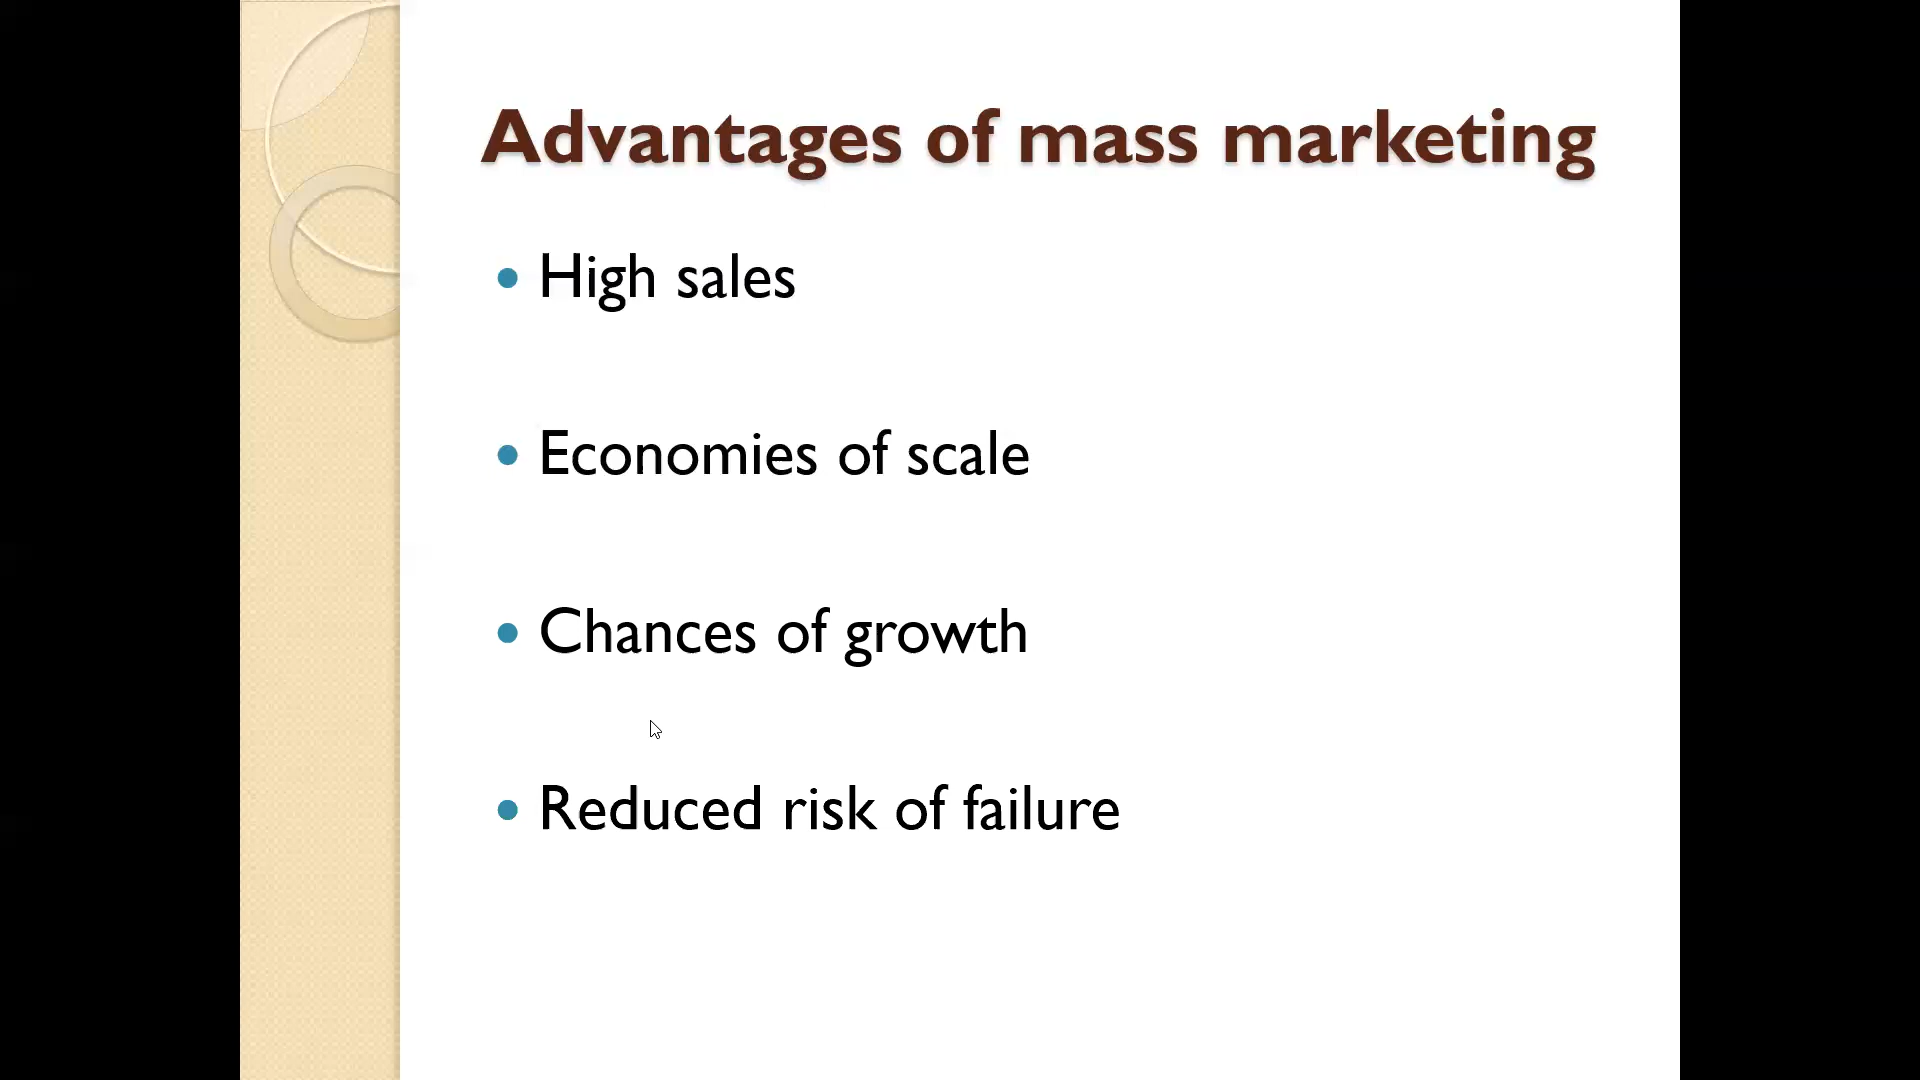 Advantages of mass marketing
• High sales
• Economies of scale
• Chances of growth
• Reduced risk of failure